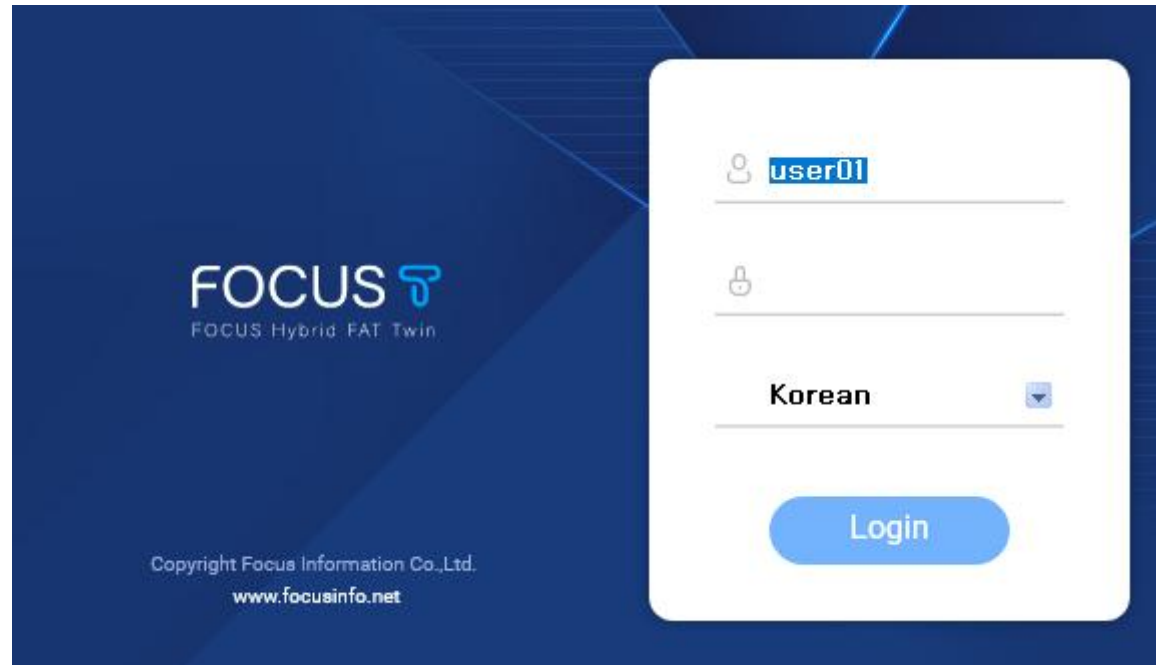 FOCUS T
FOCUS Hybrid FAT Twin
Copyright Focus Information Co.,Ltd.
www.focusinfo.net
user01
Korean
Login